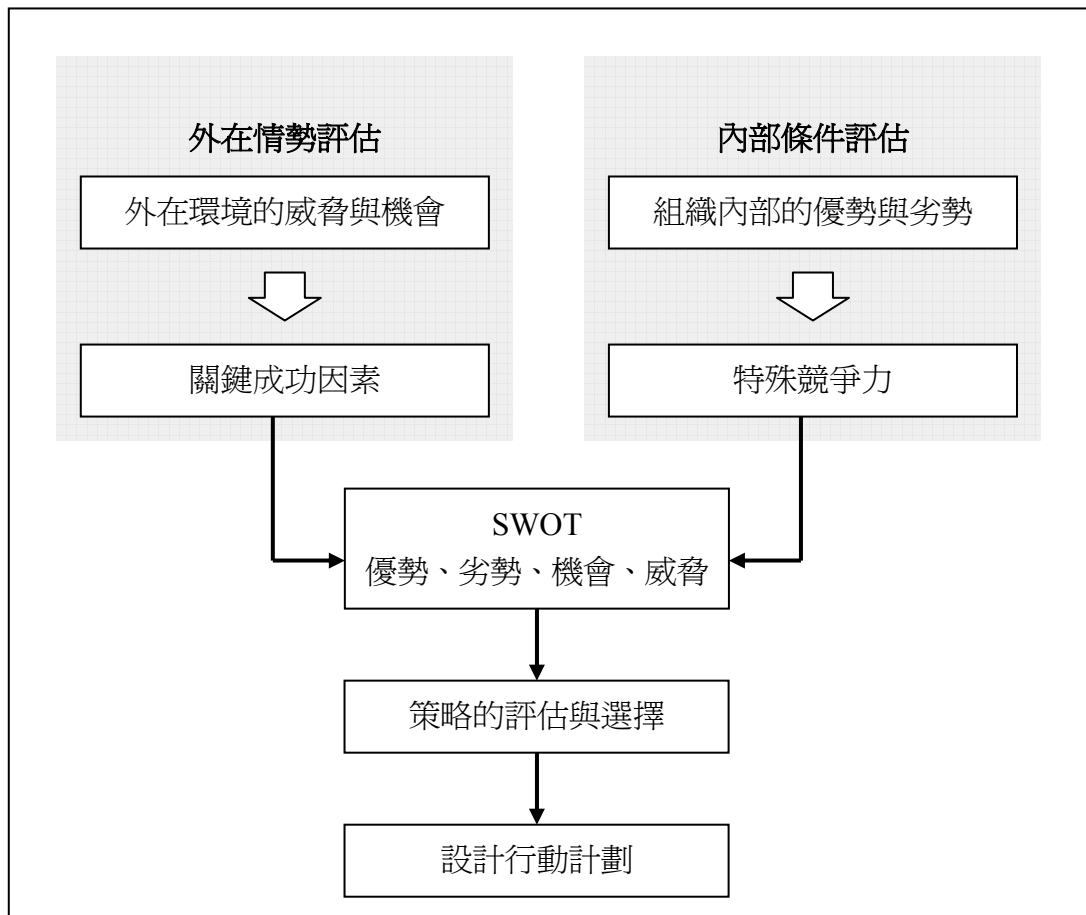 外在情勢評估
外在環境的威脅與機會
關鍵成功因素
內部條件評估
組織內部的優勢與劣勢
特殊競爭力
SWOT
優勢、劣勢、機會、威脅
策略的評估與選擇
設計行動計劃